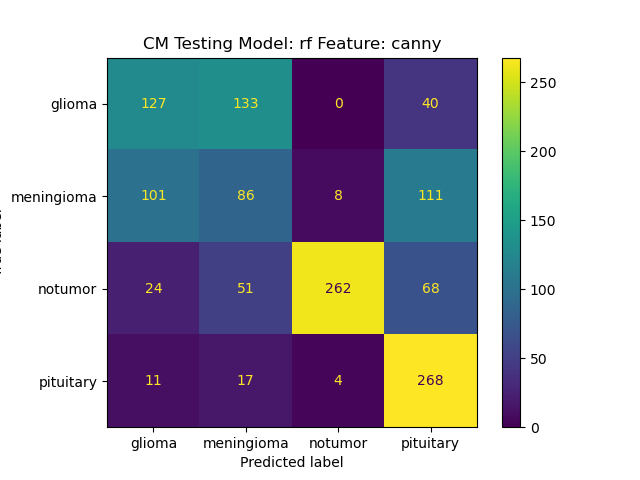 CM Testing Model: rf Feature: canny
glioma 127 133 0 40
meningioma 101 86 8 111
notumor 24 51 262 68
pituitary 11 17 4 268
glioma meningioma notumor pituitary
Predicted label
250
200
150
100
50
0